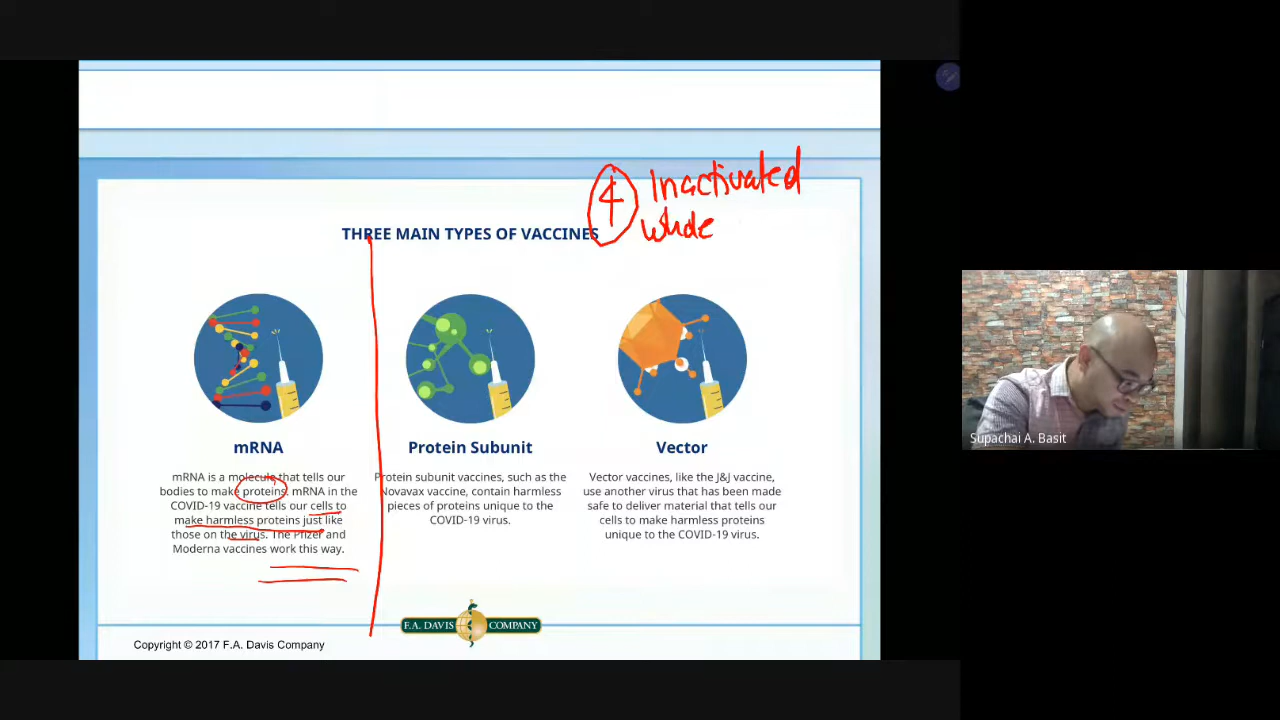 4 Inactivated
whole
THREE MAIN TYPES OF VACCINES
mRNA
mRNA is a molecule that tells our
bodies to make proteins. mRNA in the
COVID-19 vaccine tells our cells to
make harmless proteins just like
those on the virus. The Pfizer and
Moderna vaccines work this way.
Protein Subunit
Protein subunit vaccines, such as the
Novavax vaccine, contain harmless
pieces of proteins unique to the
COVID-19 virus.
Vector
Vector vaccines, like the J&J vaccine,
use another virus that has been made
safe to deliver material that tells our
cells to make harmless proteins
unique to the COVID-19 virus.
F.A. DAVIS COMPANY
Copyright © 2017 F.A. Davis Company
Supachai A. Basit